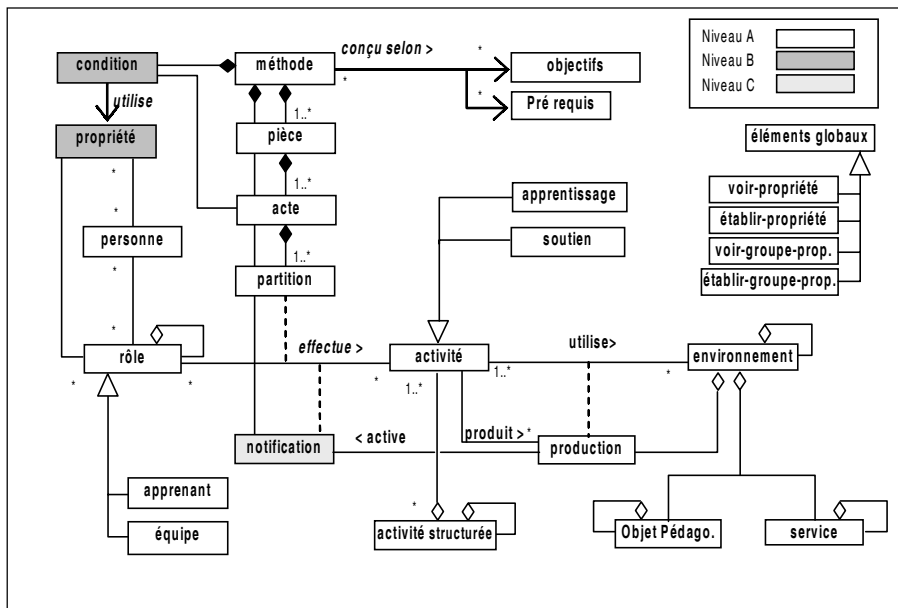 Niveau A
Niveau B
Niveau C
condition
méthode
conçu selon >
*
*
objectifs
*
Pré requis
utilise
1..*
propriété
pièce
éléments globaux
*
1..*
apprentissage
voir-propriété
acte
établir-propriété
*
personne
soutien
voir-groupe-prop.
1..*
*
partition
établir-groupe-prop.
*
effectue >
utilise>
rôle
activité
environnement
*
*
*
1..*
1..*
*
notification
< active
produit >
*
production
apprenant
*
équipe
activité structurée
Objet Pédago.
service